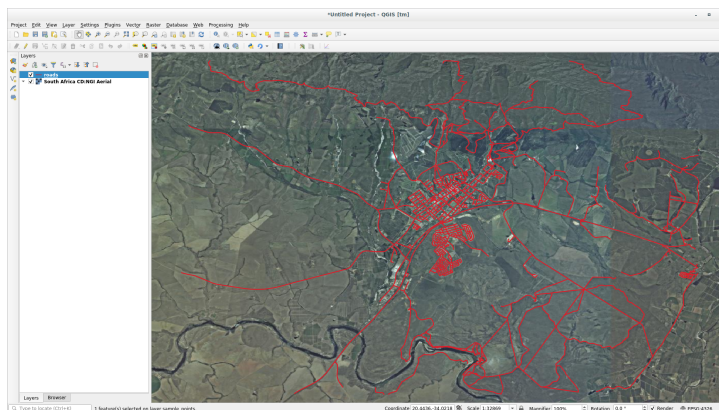 *Untitled Project - QGIS [tm]
Project Edit View Layer Settings Plugins Vector Raster Database Web Processing Help
Layers
roads
South Africa CD:NGI Aerial
Layers Browser
Type to locate (Ctrl+K) 1 feature(s) selected on layer sample_points. Coordinate 20.4436,-34.0218 Scale 1:32869 Magnifier 100% Rotation 0.0 ° Render EPSG:4326